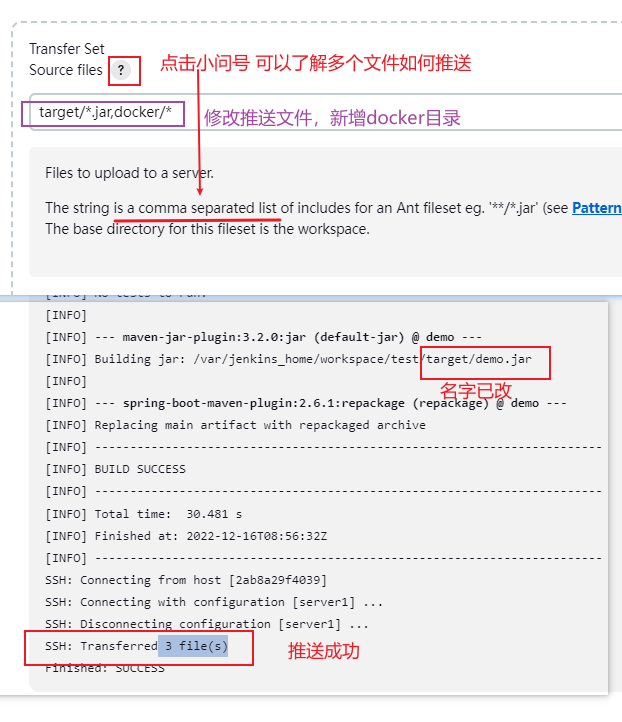 Transfer Set
Source files ? 点击小问号 可以了解多个文件如何推送
target/*.jar,docker/* 修改推送文件，新增docker目录
Files to upload to a server.
The string is a comma separated list of includes for an Ant fileset eg. '**/*.jar' (see Pattern
The base directory for this fileset is the workspace.
[INFO] No tests to run.
[INFO]
[INFO] --- maven-jar-plugin:3.2.0:jar (default-jar) @ demo ---
[INFO] Building jar: /var/jenkins_home/workspace/test/target/demo.jar
[INFO]
名字已改
[INFO] --- spring-boot-maven-plugin:2.6.1:repackage (repackage) @ demo ---
[INFO] Replacing main artifact with repackaged archive
[INFO] ------------------------------------------------------------------------
[INFO] BUILD SUCCESS
[INFO] ------------------------------------------------------------------------
[INFO] Total time:  30.481 s
[INFO] Finished at: 2022-12-16T08:56:32Z
[INFO] ------------------------------------------------------------------------
SSH: Connecting from host [2ab8a29f4039]
SSH: Connecting with configuration [server1] ...
SSH: Disconnecting configuration [server1] ...
SSH: Transferred 3 file(s) 推送成功
Finished: SUCCESS